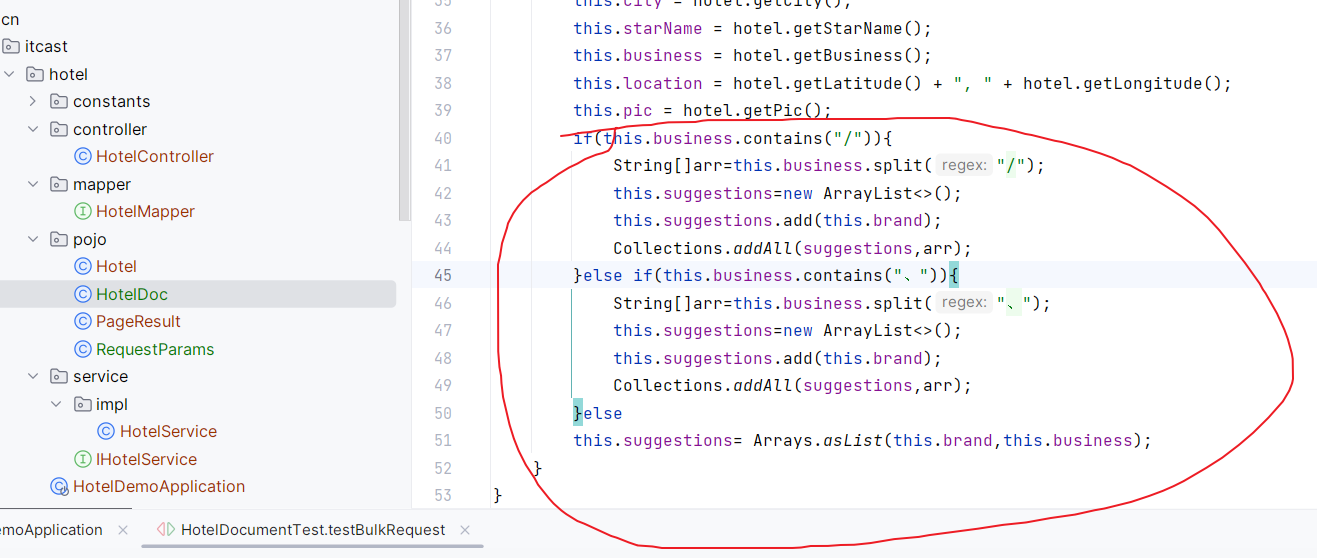 cn
itcast
hotel
constants
controller
HotelController
mapper
HotelMapper
pojo
Hotel
HotelDoc
PageResult
RequestParams
service
impl
HotelService
IHotelService
HotelDemoApplication
35 this.city = hotel.getCity();
36 this.starName = hotel.getStarName();
37 this.business = hotel.getBusiness();
38 this.location = hotel.getLatitude() + ", " + hotel.getLongitude();
39 this.pic = hotel.getPic();
40 if(this.business.contains("/")){
41 String[]arr=this.business.split( regex: "/");
42 this.suggestions=new ArrayList<>();
43 this.suggestions.add(this.brand);
44 Collections.addAll(suggestions,arr);
45 }else if(this.business.contains("、")){
46 String[]arr=this.business.split( regex: "、");
47 this.suggestions=new ArrayList<>();
48 this.suggestions.add(this.brand);
49 Collections.addAll(suggestions,arr);
50 }else
51 this.suggestions= Arrays.asList(this.brand,this.business);
52 }
53 }
emoApplication × HotelDocumentTest.testBulkRequest ×